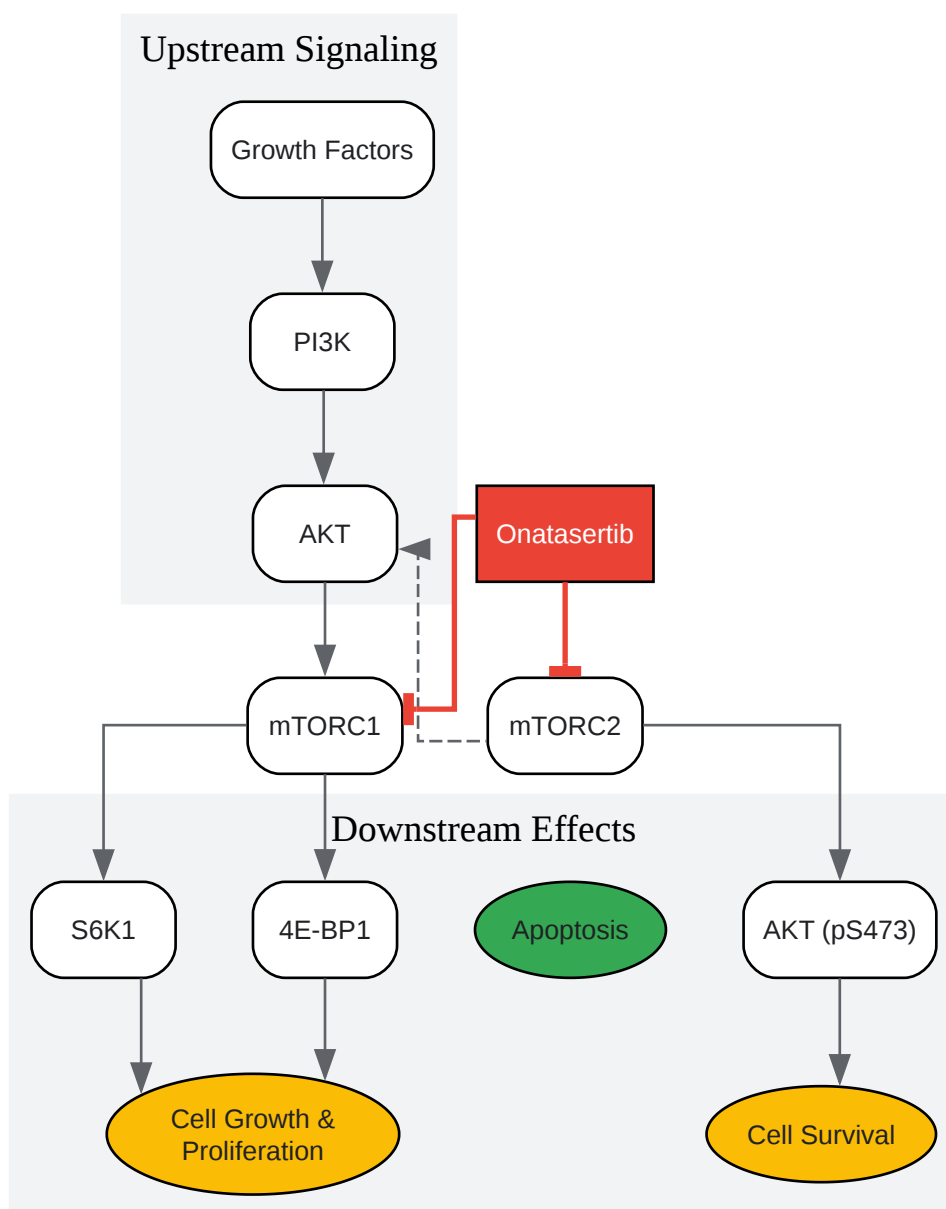 Upstream Signaling
Growth Factors
PI3K
AKT
Onatasertib
mTORC1
mTORC2
Downstream Effects
S6K1
4E-BP1
Apoptosis
AKT (pS473)
Cell Growth &
Proliferation
Cell Survival